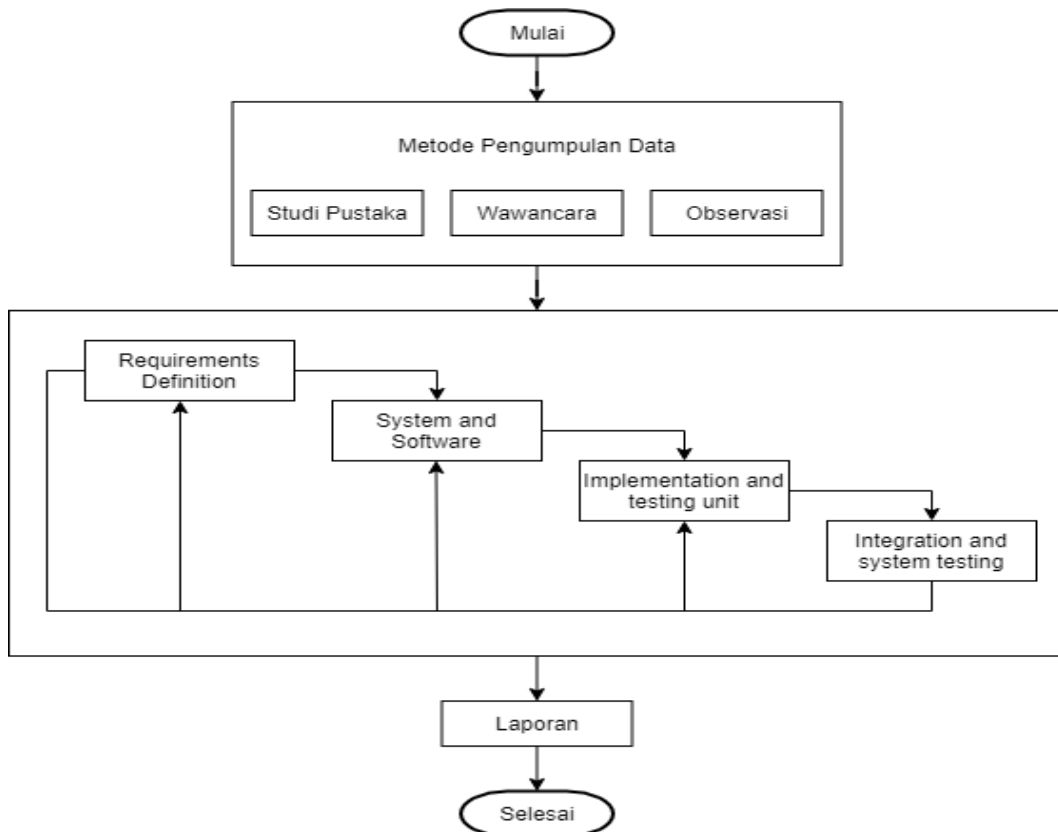 Mulai
Metode Pengumpulan Data
Studi Pustaka
Wawancara
Observasi
Requirements
Definition
System and
Software
Implementation and
testing unit
Integration and
system testing
Laporan
Selesai